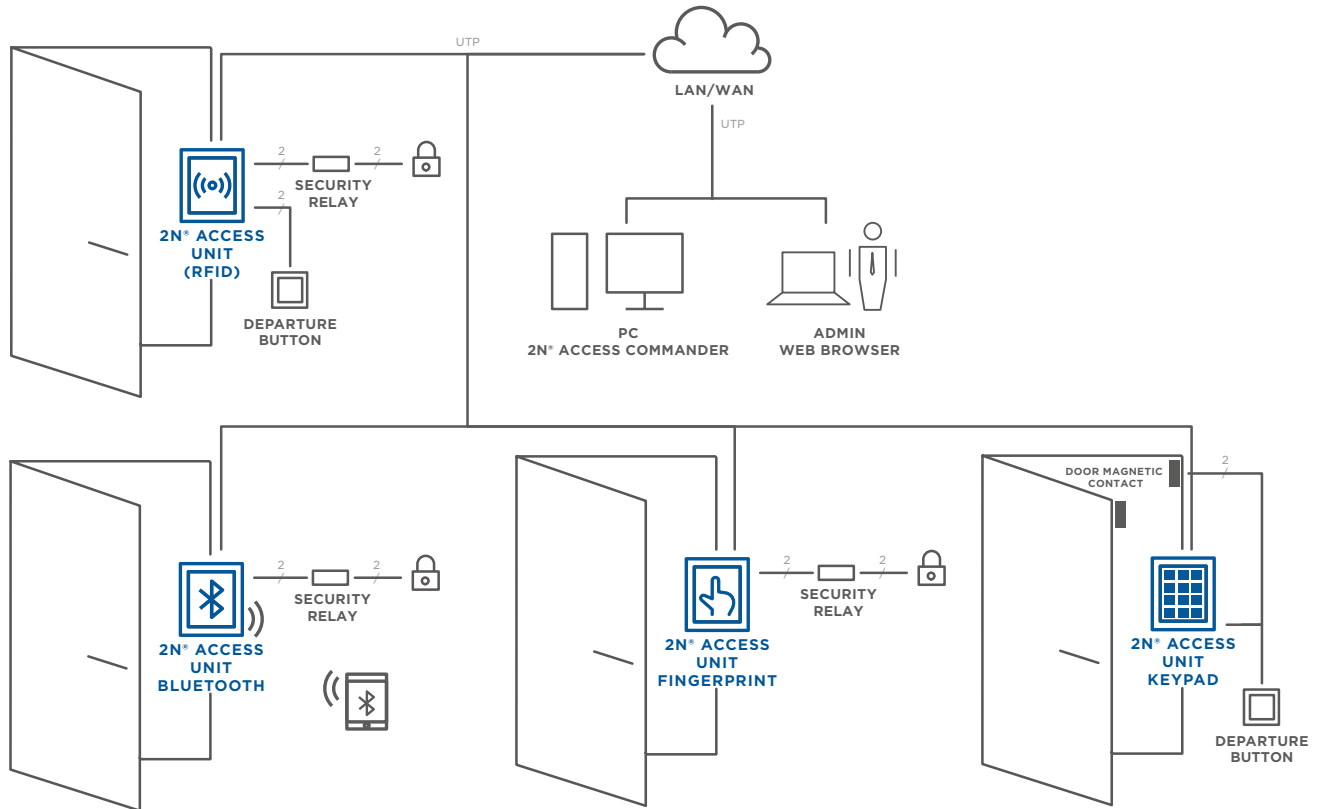 UTP
LAN/WAN
UTP
2
2
SECURITY
RELAY
2
2N® ACCESS
UNIT
(RFID)
DEPARTURE
BUTTON
PC
2N® ACCESS COMMANDER
ADMIN
WEB BROWSER
DOOR MAGNETIC
CONTACT
2
2
2
SECURITY
RELAY
2N® ACCESS
UNIT
BLUETOOTH
2
2
SECURITY
RELAY
2N® ACCESS
UNIT
FINGERPRINT
2N® ACCESS
UNIT
KEYPAD
DEPARTURE
BUTTON